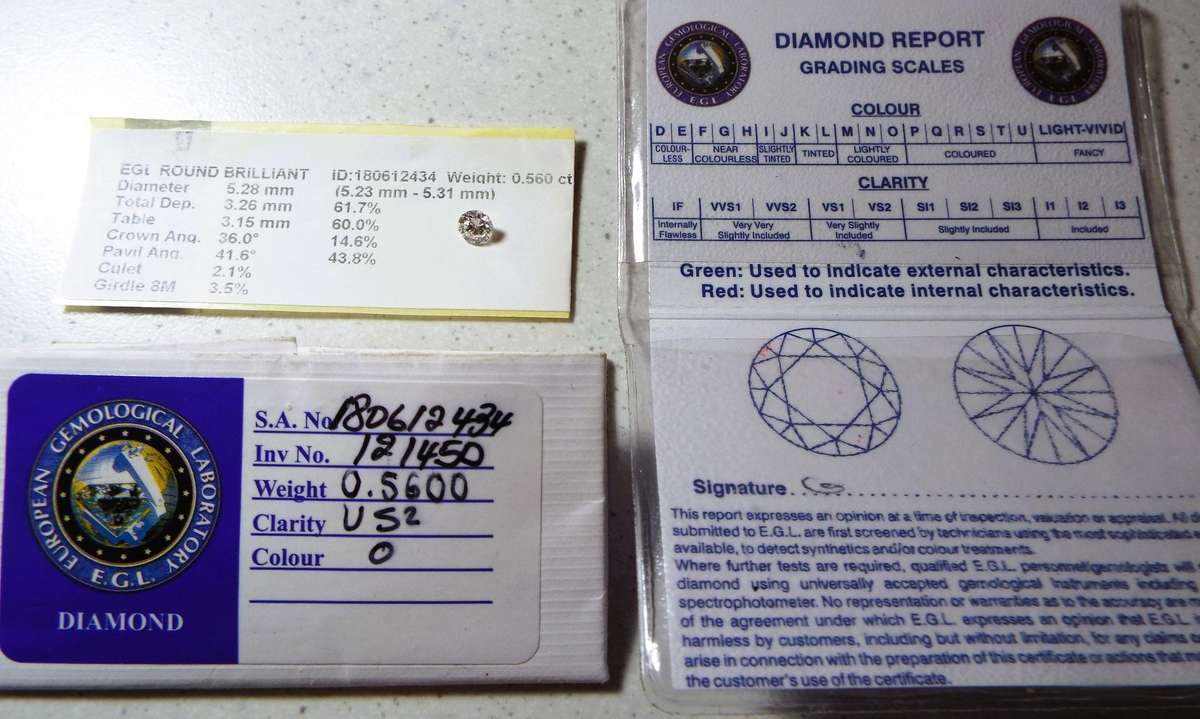 EGL ROUND BRILLIANT ID:180612434 Weight: 0.560 ct
Diameter 5.28 mm (5.23 mm - 5.31 mm)
Total Dep. 3.26 mm 61.7%
Table 3.15 mm 60.0%
Crown Ang. 36.0° 14.6%
Pavil Ang. 41.6° 43.8%
Culet 2.1%
Girdle 8M 3.5%
EUROPEAN GEMOLOGICAL LABORATORY
E.G.L.
DIAMOND
S.A. No 180612434
Inv No. 121450
Weight 0.5600
Clarity VS2
Colour O
EUROPEAN GEMOLOGICAL LABORATORY
E.G.L.
DIAMOND REPORT
GRADING SCALES
EUROPEAN GEMOLOGICAL LABORATORY
E.G.L.
COLOUR
D E F G H I J K L M N O P Q R S T U LIGHT-VIVID
COLOUR-LESS NEAR COLOURLESS SLIGHTLY TINTED TINTED LIGHTLY COLOURED COLOURED FANCY
CLARITY
IF VVS1 VVS2 VS1 VS2 SI1 SI2 SI3 I1 I2 I3
Internally Flawless Very Very Slightly Included Very Slightly Included Slightly Included Included
Green: Used to indicate external characteristics.
Red: Used to indicate internal characteristics.
Signature
This report expresses an opinion at a time of inspection, valuation or appraisal. All
submitted to E.G.L. are first screened by technicians using the most sophisticated
available, to detect synthetics and/or colour treatments.
Where further tests are required, qualified E.G.L. personnel/gemologists will
diamond using universally accepted gemological instruments including
spectrophotometer. No representation or warranties as to the accuracy are
of the agreement under which E.G.L. expresses an opinion that E.G.L.
harmless by customers, including but without limitation, for any claims
arise in connection with the preparation of this certificate or actions that
the customer's use of the certificate.